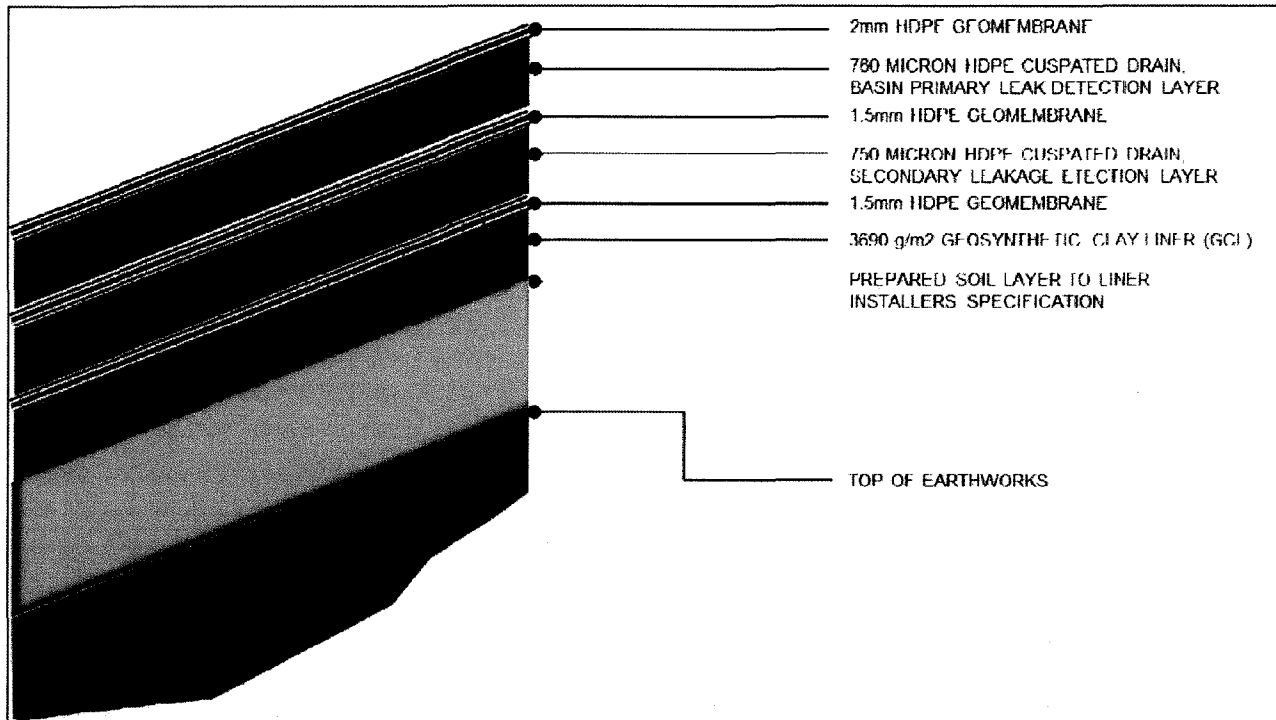 2mm HDPE GEOMEMBRANE
760 MICRON HDPE CUSPATED DRAIN,
BASIN PRIMARY LEAK DETECTION LAYER
1.5mm HDPE GEOMEMBRANE
750 MICRON HDPE CUSPATED DRAIN,
SECONDARY LEAKAGE ETECTION LAYER
1.5mm HDPE GEOMEMBRANE
3690 g/m2 GEOSYNTHETIC CLAY LINER (GCL)
PREPARED SOIL LAYER TO LINER
INSTALLERS SPECIFICATION
TOP OF EARTHWORKS